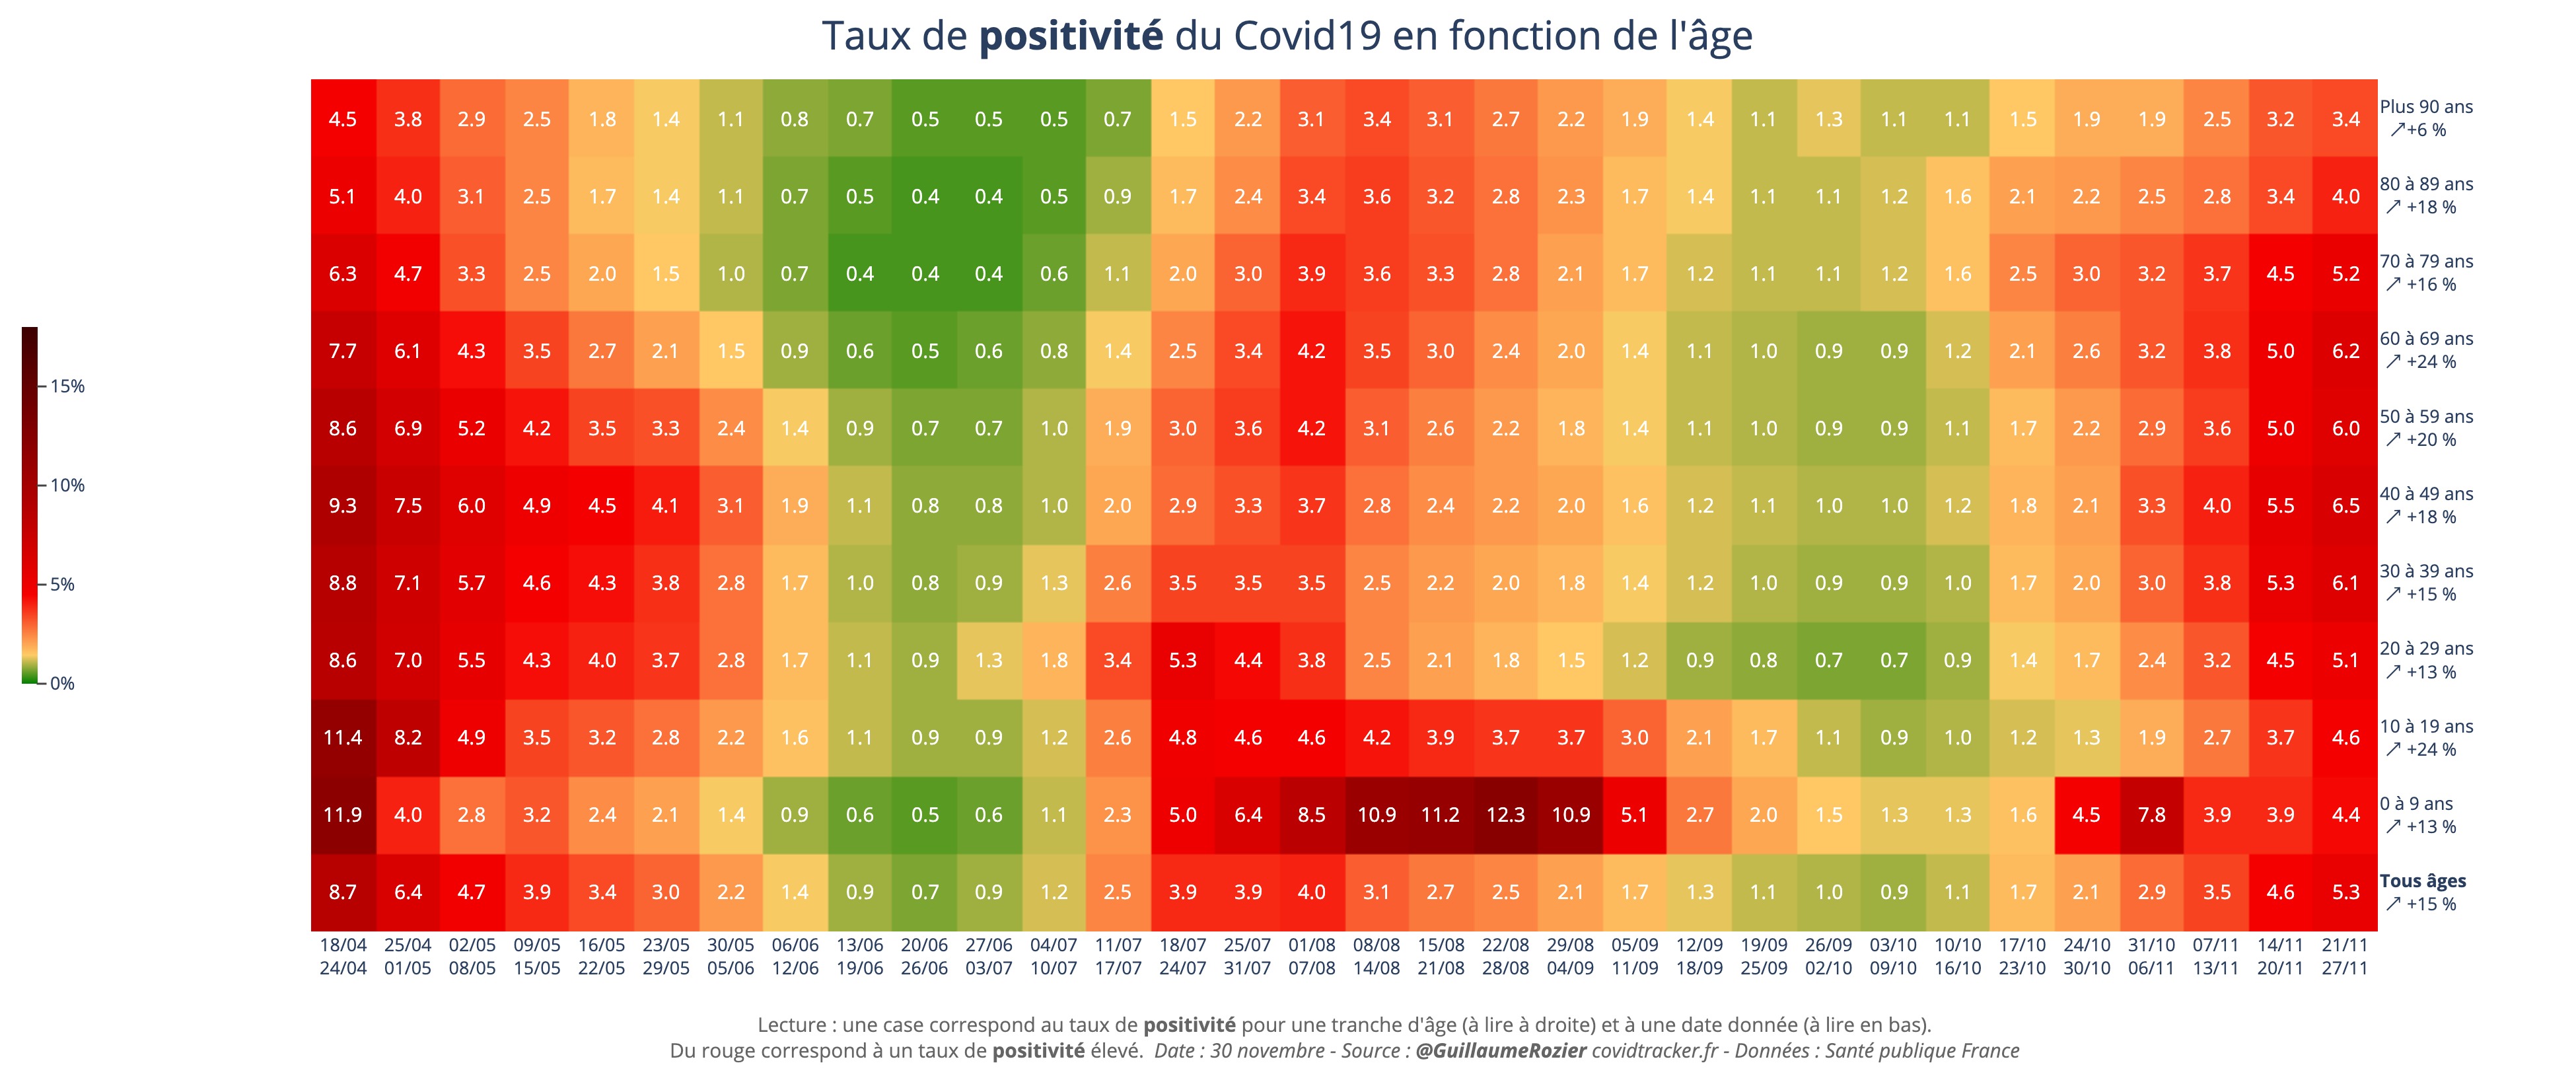 Taux de positivité du Covid19 en fonction de l'âge
4.5 3.8 2.9 2.5 1.8 1.4 1.1 0.8 0.7 0.5 0.5 0.5 0.7 1.5 2.2 3.1 3.4 3.1 2.7 2.2 1.9 1.4 1.1 1.3 1.1 1.1 1.5 1.9 1.9 2.5 3.2 3.4 Plus 90 ans
↗+6 %
5.1 4.0 3.1 2.5 1.7 1.4 1.1 0.7 0.5 0.4 0.4 0.5 0.9 1.7 2.4 3.4 3.6 3.2 2.8 2.3 1.7 1.4 1.1 1.1 1.2 1.6 2.1 2.2 2.5 2.8 3.4 4.0 80 à 89 ans
↗ +18 %
6.3 4.7 3.3 2.5 2.0 1.5 1.0 0.7 0.4 0.4 0.4 0.6 1.1 2.0 3.0 3.9 3.6 3.3 2.8 2.1 1.7 1.2 1.1 1.1 1.2 1.6 2.5 3.0 3.2 3.7 4.5 5.2 70 à 79 ans
↗ +16 %
7.7 6.1 4.3 3.5 2.7 2.1 1.5 0.9 0.6 0.5 0.6 0.8 1.4 2.5 3.4 4.2 3.5 3.0 2.4 2.0 1.4 1.1 1.0 0.9 0.9 1.2 2.1 2.6 3.2 3.8 5.0 6.2 60 à 69 ans
↗ +24 %
8.6 6.9 5.2 4.2 3.5 3.3 2.4 1.4 0.9 0.7 0.7 1.0 1.9 3.0 3.6 4.2 3.1 2.6 2.2 1.8 1.4 1.1 1.0 0.9 0.9 1.1 1.7 2.2 2.9 3.6 5.0 6.0 50 à 59 ans
↗ +20 %
9.3 7.5 6.0 4.9 4.5 4.1 3.1 1.9 1.1 0.8 0.8 1.0 2.0 2.9 3.3 3.7 2.8 2.4 2.2 2.0 1.6 1.2 1.1 1.0 1.0 1.2 1.8 2.1 3.3 4.0 5.5 6.5 40 à 49 ans
↗ +18 %
8.8 7.1 5.7 4.6 4.3 3.8 2.8 1.7 1.0 0.8 0.9 1.3 2.6 3.5 3.5 3.5 2.5 2.2 2.0 1.8 1.4 1.2 1.0 0.9 0.9 1.0 1.7 2.0 3.0 3.8 5.3 6.1 30 à 39 ans
↗ +15 %
8.6 7.0 5.5 4.3 4.0 3.7 2.8 1.7 1.1 0.9 1.3 1.8 3.4 5.3 4.4 3.8 2.5 2.1 1.8 1.5 1.2 0.9 0.8 0.7 0.7 0.9 1.4 1.7 2.4 3.2 4.5 5.1 20 à 29 ans
↗ +13 %
11.4 8.2 4.9 3.5 3.2 2.8 2.2 1.6 1.1 0.9 0.9 1.2 2.6 4.8 4.6 4.6 4.2 3.9 3.7 3.7 3.0 2.1 1.7 1.1 0.9 1.0 1.2 1.3 1.9 2.7 3.7 4.6 10 à 19 ans
↗ +24 %
11.9 4.0 2.8 3.2 2.4 2.1 1.4 0.9 0.6 0.5 0.6 1.1 2.3 5.0 6.4 8.5 10.9 11.2 12.3 10.9 5.1 2.7 2.0 1.5 1.3 1.3 1.6 4.5 7.8 3.9 3.9 4.4 0 à 9 ans
↗ +13 %
8.7 6.4 4.7 3.9 3.4 3.0 2.2 1.4 0.9 0.7 0.9 1.2 2.5 3.9 3.9 4.0 3.1 2.7 2.5 2.1 1.7 1.3 1.1 1.0 0.9 1.1 1.7 2.1 2.9 3.5 4.6 5.3 Tous âges
↗ +15 %
15%
10%
5%
0%
18/04 25/04 02/05 09/05 16/05 23/05 30/05 06/06 13/06 20/06 27/06 04/07 11/07 18/07 25/07 01/08 08/08 15/08 22/08 29/08 05/09 12/09 19/09 26/09 03/10 10/10 17/10 24/10 31/10 07/11 14/11 21/11
24/04 01/05 08/05 15/05 22/05 29/05 05/06 12/06 19/06 26/06 03/07 10/07 17/07 24/07 31/07 07/08 14/08 21/08 28/08 04/09 11/09 18/09 25/09 02/10 09/10 16/10 23/10 30/10 06/11 13/11 20/11 27/11
Lecture : une case correspond au taux de positivité pour une tranche d'âge (à lire à droite) et à une date donnée (à lire en bas).
Du rouge correspond à un taux de positivité élevé. Date : 30 novembre - Source : @GuillaumeRozier covidtracker.fr - Données : Santé publique France